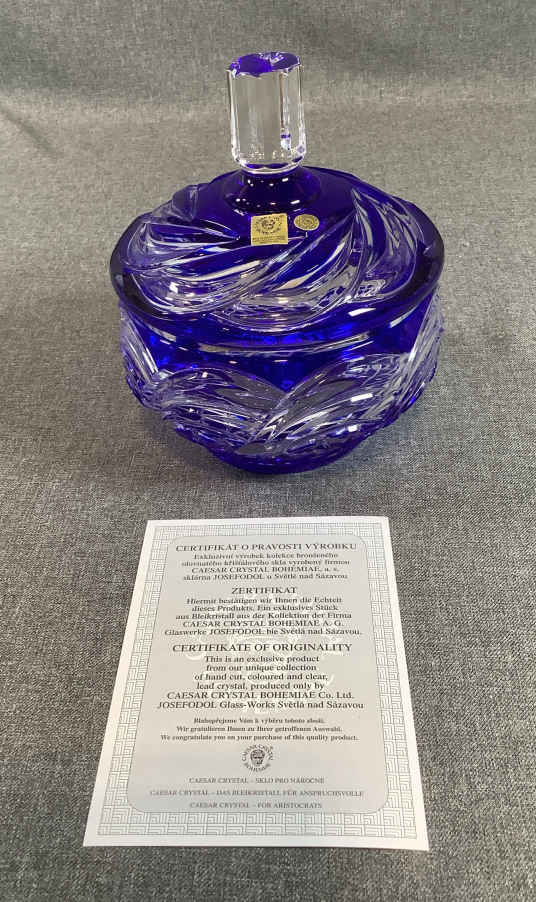 CERTIFIKÁT O PRAVOSTI VÝROBKU
Exkluzivní výrobek kolekce broušeného
olovnatého křišťálového skla vyrobený firmou
CAESAR CRYSTAL BOHEMIAE, a. s.
sklárna JOSEFODOL u Světlé nad Sázavou
ZERTIFIKAT
Hiermit bestätigen wir Ihnen die Echteit
dieses Produkts. Ein exklusives Stück
aus Bleikristall aus der Kollektion der Firma
CAESAR CRYSTAL BOHEMIAE A. G.
Glaswerke JOSEFODOL bie Světlá nad Sázavou.
CERTIFICATE OF ORIGINALITY
This is an exclusive product
from our unique collection
of hand cut, coloured and clear,
lead crystal, produced only by
CAESAR CRYSTAL BOHEMIAE Co. Ltd.
JOSEFODOL Glass-Works Světlá nad Sázavou
Blahopřejeme Vám k výběru tohoto zboží.
Wir gratulieren Ihnen zu Ihrer getroffenen Auswahl.
We congratulate you on your purchase of this quality product.
CAESAR CRYSTAL
BOHEMIAE
CAESAR CRYSTAL – SKLO PRO NÁROČNÉ
CAESAR CRYSTAL – DAS BLEIKRISTALL FÜR ANSPRUCHSVOLLE
CAESAR CRYSTAL – FOR ARISTOCRATS